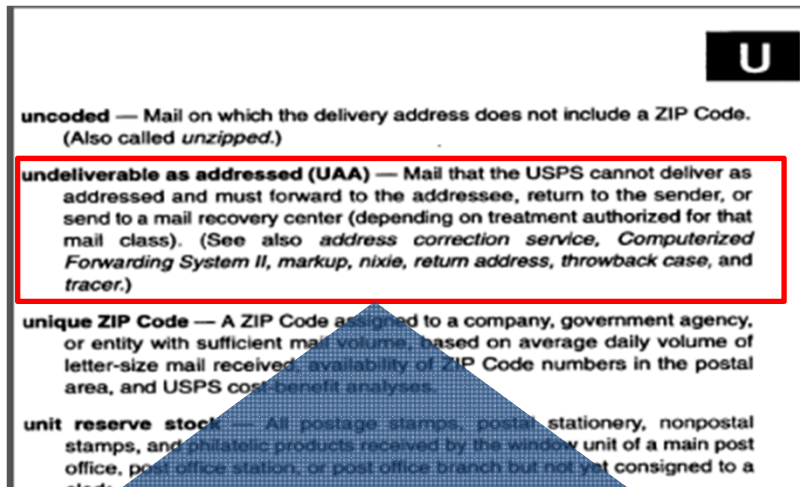 U
uncoded — Mail on which the delivery address does not include a ZIP Code.
(Also called unzipped.)
undeliverable as addressed (UAA) — Mail that the USPS cannot deliver as
addressed and must forward to the addressee, return to the sender, or
send to a mail recovery center (depending on treatment authorized for that
mail class). (See also address correction service, Computerized
Forwarding System II, markup, nixie, return address, throwback case, and
tracer.)
unique ZIP Code — A ZIP Code assigned to a company, government agency,
or entity with sufficient mail volume, based on average daily volume of
letter-size mail received, availability of ZIP Code numbers in the postal
area, and USPS cost-benefit analyses.
unit reserve stock — All postage stamps, postal stationery, nonpostal
stamps, and philatelic products received by the window unit of a main post
office, post office station, or post office branch but not yet consigned to a